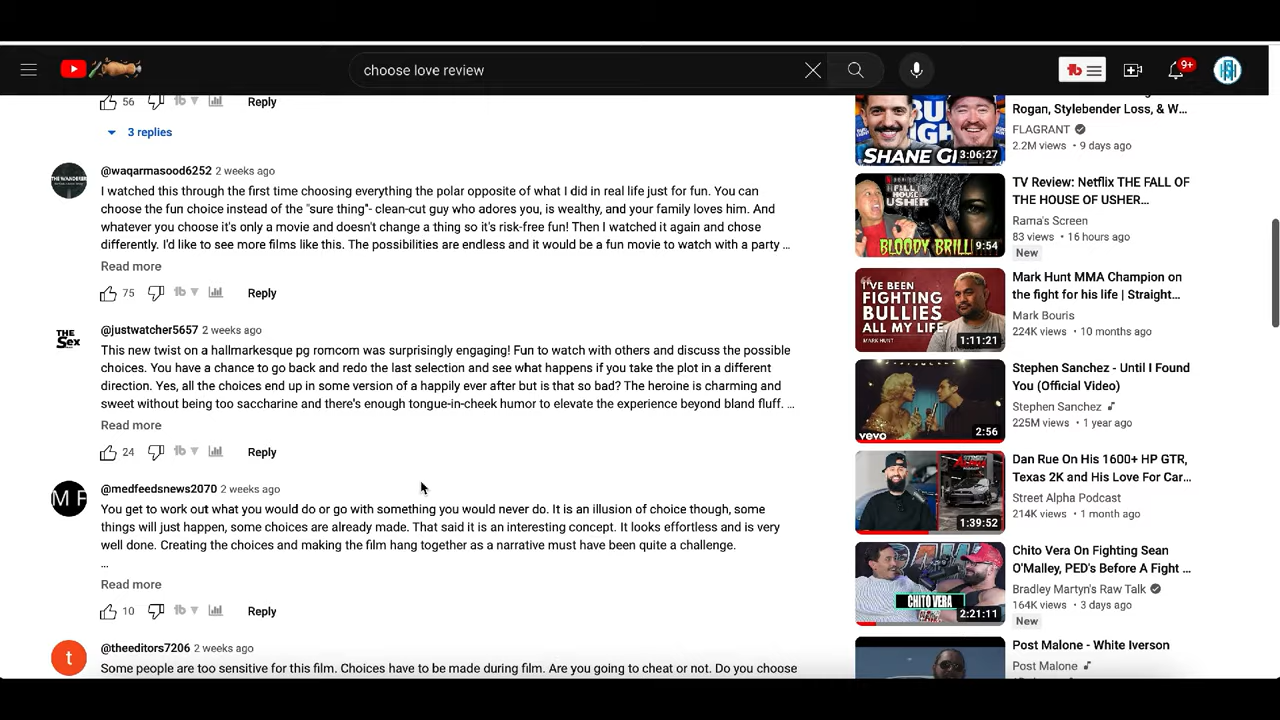 choose love review
9+
56
Reply
3 replies
@waqarmasood6252 2 weeks ago
I watched this through the first time choosing everything the polar opposite of what I did in real life just for fun. You can
choose the fun choice instead of the "sure thing"- clean-cut guy who adores you, is wealthy, and your family loves him. And
whatever you choose it's only a movie and doesn't change a thing so it's risk-free fun! Then I watched it again and chose
differently. I'd like to see more films like this. The possibilities are endless and it would be a fun movie to watch with a party ...
Read more
75
Reply
THE Sex
@justwatcher5657 2 weeks ago
This new twist on a hallmarkesque pg romcom was surprisingly engaging! Fun to watch with others and discuss the possible
choices. You have a chance to go back and redo the last selection and see what happens if you take the plot in a different
direction. Yes, all the choices end up in some version of a happily ever after but is that so bad? The heroine is charming and
sweet without being too saccharine and there's enough tongue-in-cheek humor to elevate the experience beyond bland fluff. ...
Read more
24
Reply
M F
@medfeedsnews2070 2 weeks ago
You get to work out what you would do or go with something you would never do. It is an illusion of choice though, some
things will just happen, some choices are already made. That said it is an interesting concept. It looks effortless and is very
well done. Creating the choices and making the film hang together as a narrative must have been quite a challenge.
...
Read more
10
Reply
t
@theeditors7206 2 weeks ago
Some people are too sensitive for this film. Choices have to be made during film. Are you going to cheat or not. Do you choose
SHANE
3:06:27
Rogan, Stylebender Loss, & W...
FLAGRANT
2.2M views • 9 days ago
FALL
HOUSE
USHER
BLOODY BRILL
9:54
TV Review: Netflix THE FALL OF
THE HOUSE OF USHER...
Rama's Screen
83 views • 16 hours ago
New
I'VE BEEN
FIGHTING
BULLIES
ALL MY LIFE
MARK HUNT
1:11:21
Mark Hunt MMA Champion on
the fight for his life | Straight...
Mark Bouris
224K views • 10 months ago
vevo
2:56
Stephen Sanchez - Until I Found
You (Official Video)
Stephen Sanchez
225M views • 1 year ago
1:39:52
Dan Rue On His 1600+ HP GTR,
Texas 2K and His Love For Car...
Street Alpha Podcast
214K views • 1 month ago
CHITO VERA
2:21:11
Chito Vera On Fighting Sean
O'Malley, PED's Before A Fight ...
Bradley Martyn's Raw Talk
164K views • 3 days ago
New
Post Malone - White Iverson
Post Malone